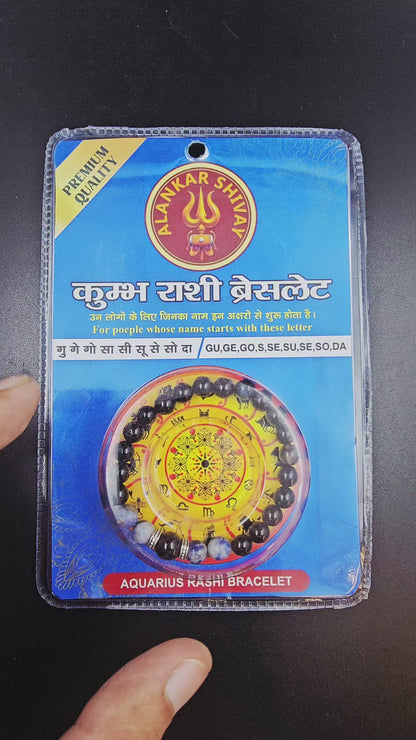 PREMIUM
QUALITY
ALANKAR SHIVAY
कुम्भ राशी ब्रेसलेट
उन लोगो के लिए जिनका नाम इन अक्षरो से शुरू होता है।
For poeple whose name starts with these letter
गु गे गो सा सी सू से सो दा / GU,GE,GO,S,SE,SU,SE,SO,DA
AQUARIUS RASHI BRACELET